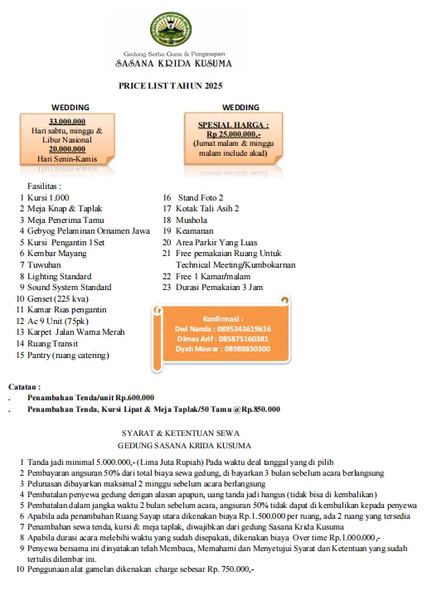 Gedung Serba Guna & Penginapan
SASANA KRIDA KUSUMA
PRICE LIST TAHUN 2025
WEDDING
33.000.000
Hari sabtu, minggu &
Libur Nasional
20.000.000
Hari Senin-Kamis
WEDDING
SPESIAL HARGA :
Rp 25.000.000,-
(Jumat malam & minggu
malam include akad)
Fasilitas :
1 Kursi 1.000
2 Meja Knap & Taplak
3 Meja Penerima Tamu
4 Gebyog Pelaminan Ornamen Jawa
5 Kursi Pengantin 1Set
6 Kembar Mayang
7 Tuwuhan
8 Lighting Standard
9 Sound System Standard
10 Genset (225 kva)
11 Kamar Rias pengantin
12 Ac 9 Unit (75pk)
13 Karpet Jalan Warna Merah
14 Ruang Transit
15 Pantry (ruang catering)
16 Stand Foto 2
17 Kotak Tali Asih 2
18 Mushola
19 Keamanan
20 Area Parkir Yang Luas
21 Free pemakaian Ruang Untuk
Technical Meeting/Kumbokarnan
22 Free 1 Kamar/malam
23 Durasi Pemakaian 3 Jam
Konfirmasi :
Dwi Nanda : 0895343619616
Dimas Arif : 085875160381
Dyah Mawar : 08988830300
Catatan :
. Penambahan Tenda/unit Rp.600.000
. Penambahan Tenda, Kursi Lipat & Meja Taplak/50 Tamu @Rp.850.000
SYARAT & KETENTUAN SEWA
GEDUNG SASANA KRIDA KUSUMA
1 Tanda jadi minimal 5.000.000,- (Lima Juta Rupiah) Pada waktu deal tanggal yang di pilih
2 Pembayaran angsuran 50% dari total biaya sewa gedung, di bayarkan 3 bulan sebelum acara berlangsung
3 Pelunasan dibayarkan maksimal 2 minggu sebelum acara berlangsung
4 Pembatalan penyewa gedung dengan alasan apapun, uang tanda jadi hangus (tidak bisa di kembalikan)
5 Pembatalan dalam jangka waktu 2 bulan sebelum acara, angsuran 50% tidak dapat di kembalikan kepada penyewa
6 Apabila ada penambahan Ruang Sayap utara dikenakan biaya Rp1.500.000 per ruang, ada 2 ruang yang tersedia
7 Penambahan sewa tenda, kursi & meja taplak, diwajibkan dari gedung Sasana Krida Kusuma
8 Apabila durasi acara melebihi waktu yang sudah disepakati, dikenakan biaya Over time Rp.1.000.000,-
9 Penyewa bersama ini dinyatakan telah Membaca, Memahami dan Menyetujui Syarat dan Ketentuan yang sudah
tertulis dilembar ini.
10 Penggunaan alat gamelan dikenakan charge sebesar Rp. 750.000,-